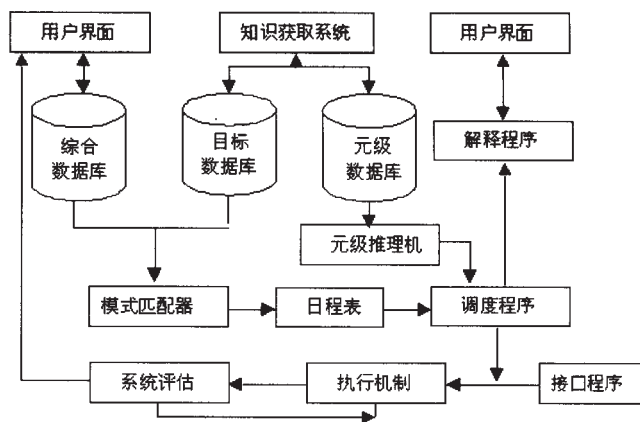 用户界面
知识获取系统
用户界面
综合
数据库
目标
数据库
元级
数据库
解释程序
元级推理机
模式匹配器
日程表
调度程序
系统评估
执行机制
接口程序